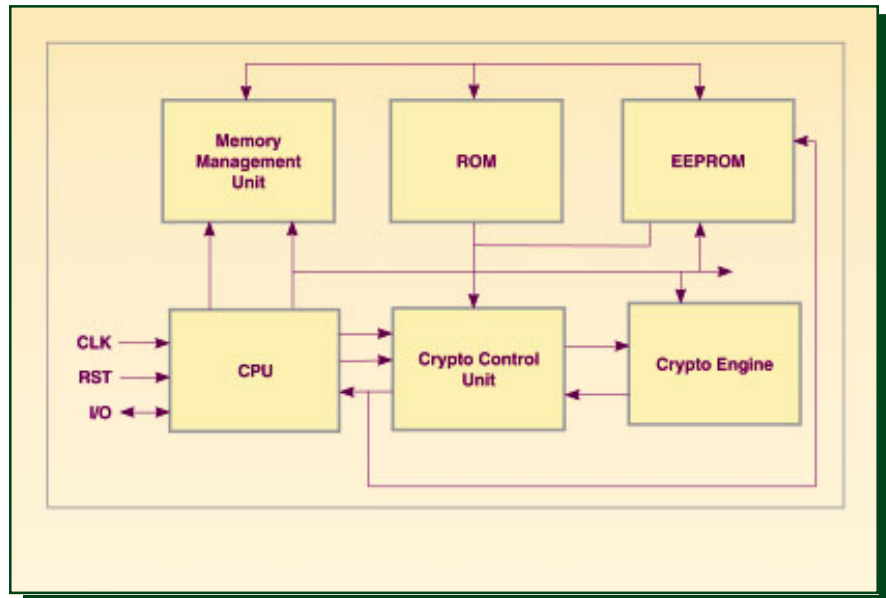 Memory
Management
Unit
ROM
EEPROM
CLK
RST
I/O
CPU
Crypto Control
Unit
Crypto Engine